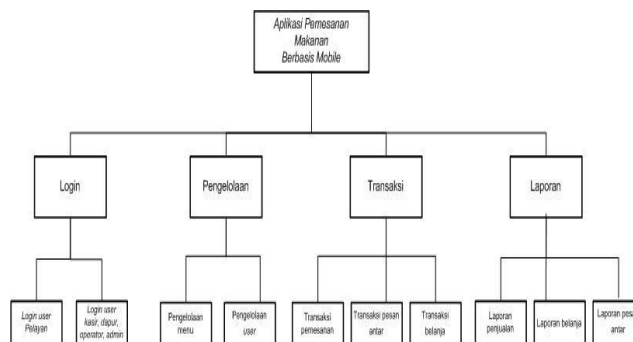 Aplikasi Pemesanan
Makanan
Berbasis Mobile
Login
Pengelolaan
Transaksi
Laporan
Login user
Pelayan
Login user
kasir, dapur,
operator, admin
Pengelolaan
menu
Pengelolaan
user
Transaksi
pemesanan
Transaksi pesan
antar
Transaksi
belanja
Laporan
penjualan
Laporan belanja
Laporan pesa
antar